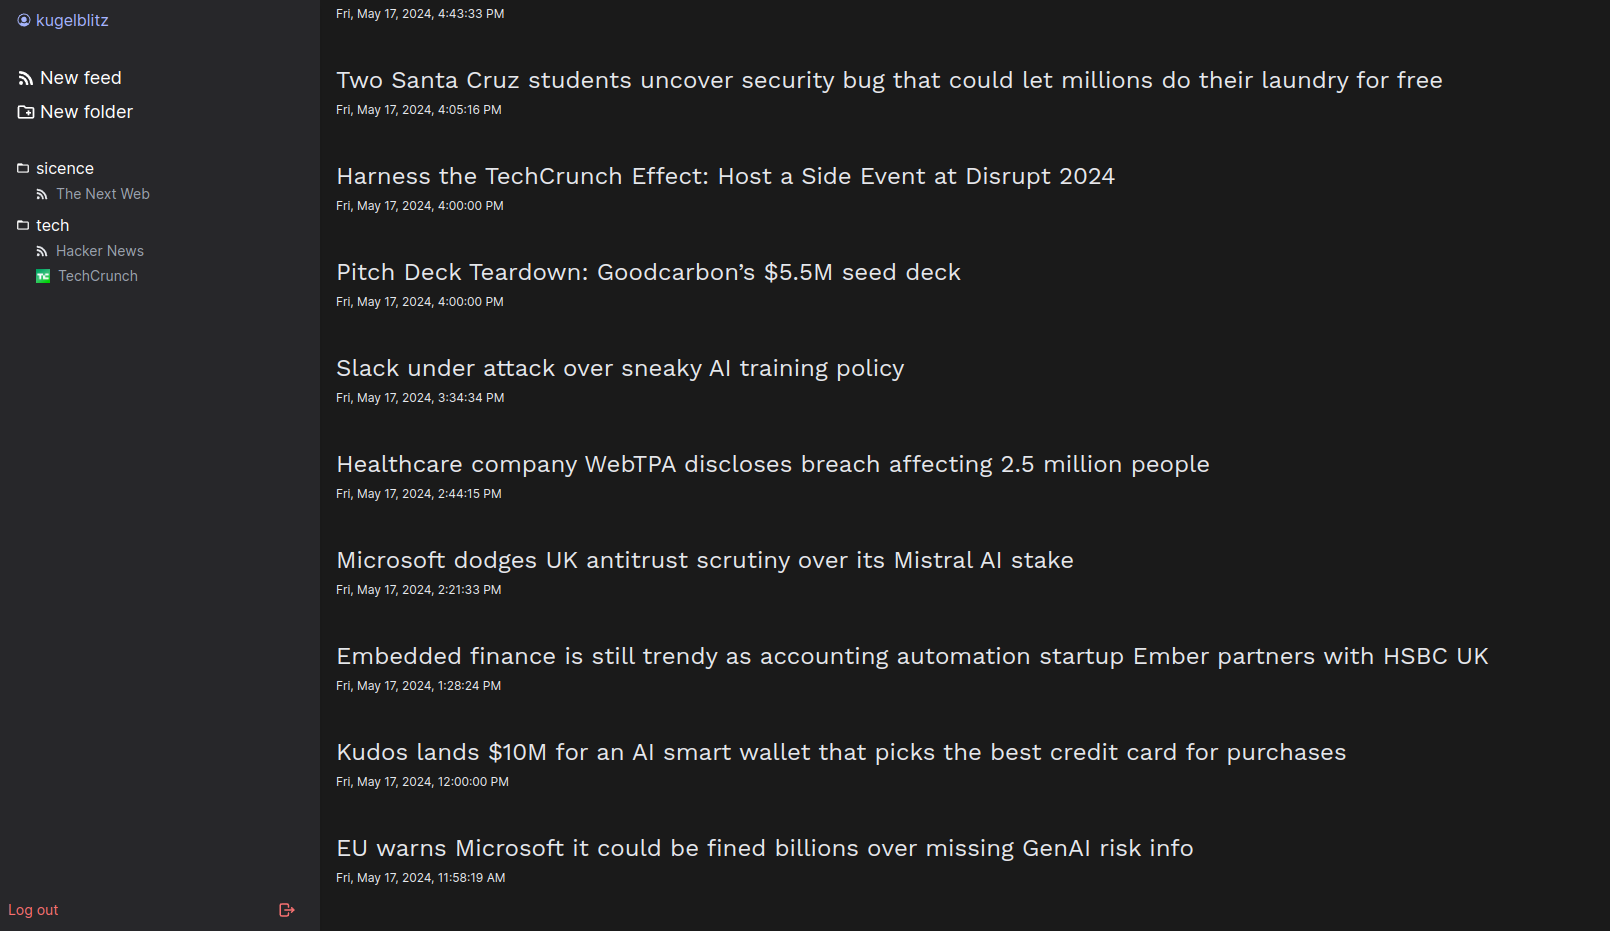 kugelblitz
New feed
New folder
sicence
The Next Web
tech
Hacker News
TechCrunch
Log out
Fri, May 17, 2024, 4:43:33 PM
Two Santa Cruz students uncover security bug that could let millions do their laundry for free
Fri, May 17, 2024, 4:05:16 PM
Harness the TechCrunch Effect: Host a Side Event at Disrupt 2024
Fri, May 17, 2024, 4:00:00 PM
Pitch Deck Teardown: Goodcarbon’s $5.5M seed deck
Fri, May 17, 2024, 4:00:00 PM
Slack under attack over sneaky AI training policy
Fri, May 17, 2024, 3:34:34 PM
Healthcare company WebTPA discloses breach affecting 2.5 million people
Fri, May 17, 2024, 2:44:15 PM
Microsoft dodges UK antitrust scrutiny over its Mistral AI stake
Fri, May 17, 2024, 2:21:33 PM
Embedded finance is still trendy as accounting automation startup Ember partners with HSBC UK
Fri, May 17, 2024, 1:28:24 PM
Kudos lands $10M for an AI smart wallet that picks the best credit card for purchases
Fri, May 17, 2024, 12:00:00 PM
EU warns Microsoft it could be fined billions over missing GenAI risk info
Fri, May 17, 2024, 11:58:19 AM